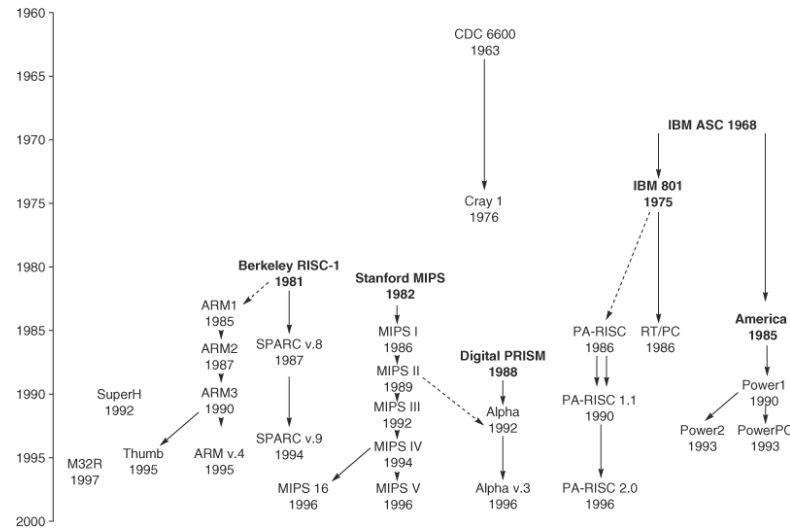 1960
CDC 6600
1963
1965
IBM ASC 1968
1970
IBM 801
1975
1975
Cray 1
1976
1980
Berkeley RISC-1
1981
Stanford MIPS
1982
ARM1
1985
1985
America
1985
MIPS I
1986
PA-RISC
1986
RT/PC
1986
ARM2
1987
SPARC v.8
1987
Digital PRISM
1988
MIPS II
1989
1990
SuperH
1992
ARM3
1990
MIPS III
1992
Alpha
1992
PA-RISC 1.1
1990
Power1
1990
Power2
1993
PowerPC
1993
SPARC v.9
1994
MIPS IV
1994
Thumb
1995
ARM v.4
1995
1995
M32R
1997
MIPS 16
1996
MIPS V
1996
Alpha v.3
1996
PA-RISC 2.0
1996
2000